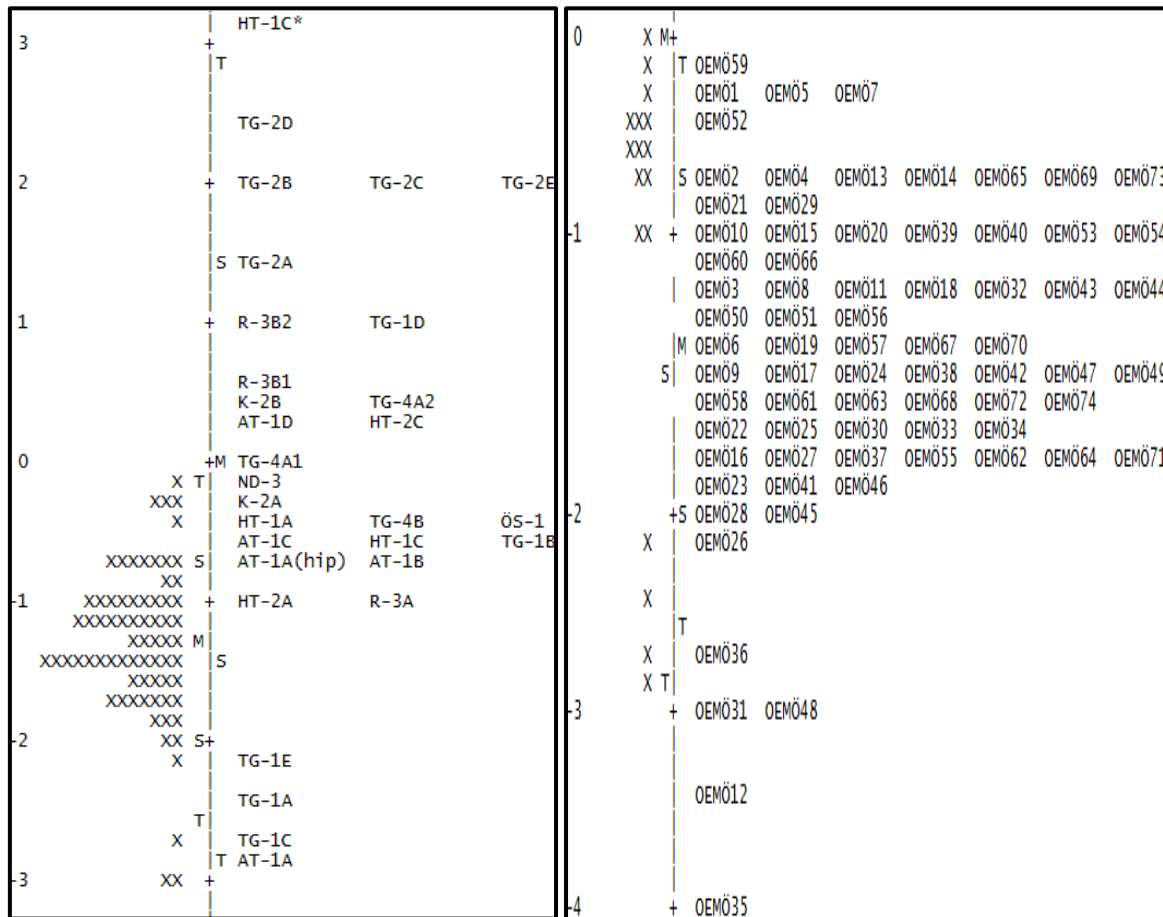 | HT-1C*
3 +
|T
| TG-2D
2 + TG-2B TG-2C TG-2E
|S TG-2A
1 + R-3B2 TG-1D
| R-3B1
| K-2B TG-4A2
| AT-1D HT-2C
0 +M TG-4A1
X T| ND-3
XXX | K-2A
X | HT-1A TG-4B ÖS-1
| AT-1C HT-1C TG-1B
XXXXXXX S| AT-1A(hip) AT-1B
XX |
-1 XXXXXXXXX + HT-2A R-3A
XXXXXXXXXX |
XXXXX M|
XXXXXXXXXXXXX |S
XXXXX |
XXXXXXX |
XXX |
-2 XX S+
X | TG-1E
| TG-1A
T|
X | TG-1C
|T AT-1A
-3 XX +
0 X M+
X |T OEMÖ59
X | OEMÖ1 OEMÖ5 OEMÖ7
XXX | OEMÖ52
XXX |
XX |S OEMÖ2 OEMÖ4 OEMÖ13 OEMÖ14 OEMÖ65 OEMÖ69 OEMÖ73
| OEMÖ21 OEMÖ29
-1 XX + OEMÖ10 OEMÖ15 OEMÖ20 OEMÖ39 OEMÖ40 OEMÖ53 OEMÖ54
OEMÖ60 OEMÖ66
| OEMÖ3 OEMÖ8 OEMÖ11 OEMÖ18 OEMÖ32 OEMÖ43 OEMÖ44
OEMÖ50 OEMÖ51 OEMÖ56
|M OEMÖ6 OEMÖ19 OEMÖ57 OEMÖ67 OEMÖ70
S| OEMÖ9 OEMÖ17 OEMÖ24 OEMÖ38 OEMÖ42 OEMÖ47 OEMÖ49
OEMÖ58 OEMÖ61 OEMÖ63 OEMÖ68 OEMÖ72 OEMÖ74
| OEMÖ22 OEMÖ25 OEMÖ30 OEMÖ33 OEMÖ34
| OEMÖ16 OEMÖ27 OEMÖ37 OEMÖ55 OEMÖ62 OEMÖ64 OEMÖ71
| OEMÖ23 OEMÖ41 OEMÖ46
-2 +S OEMÖ28 OEMÖ45
X | OEMÖ26
X |
|T
X | OEMÖ36
X T|
-3 + OEMÖ31 OEMÖ48
| OEMÖ12
-4 + OEMÖ35